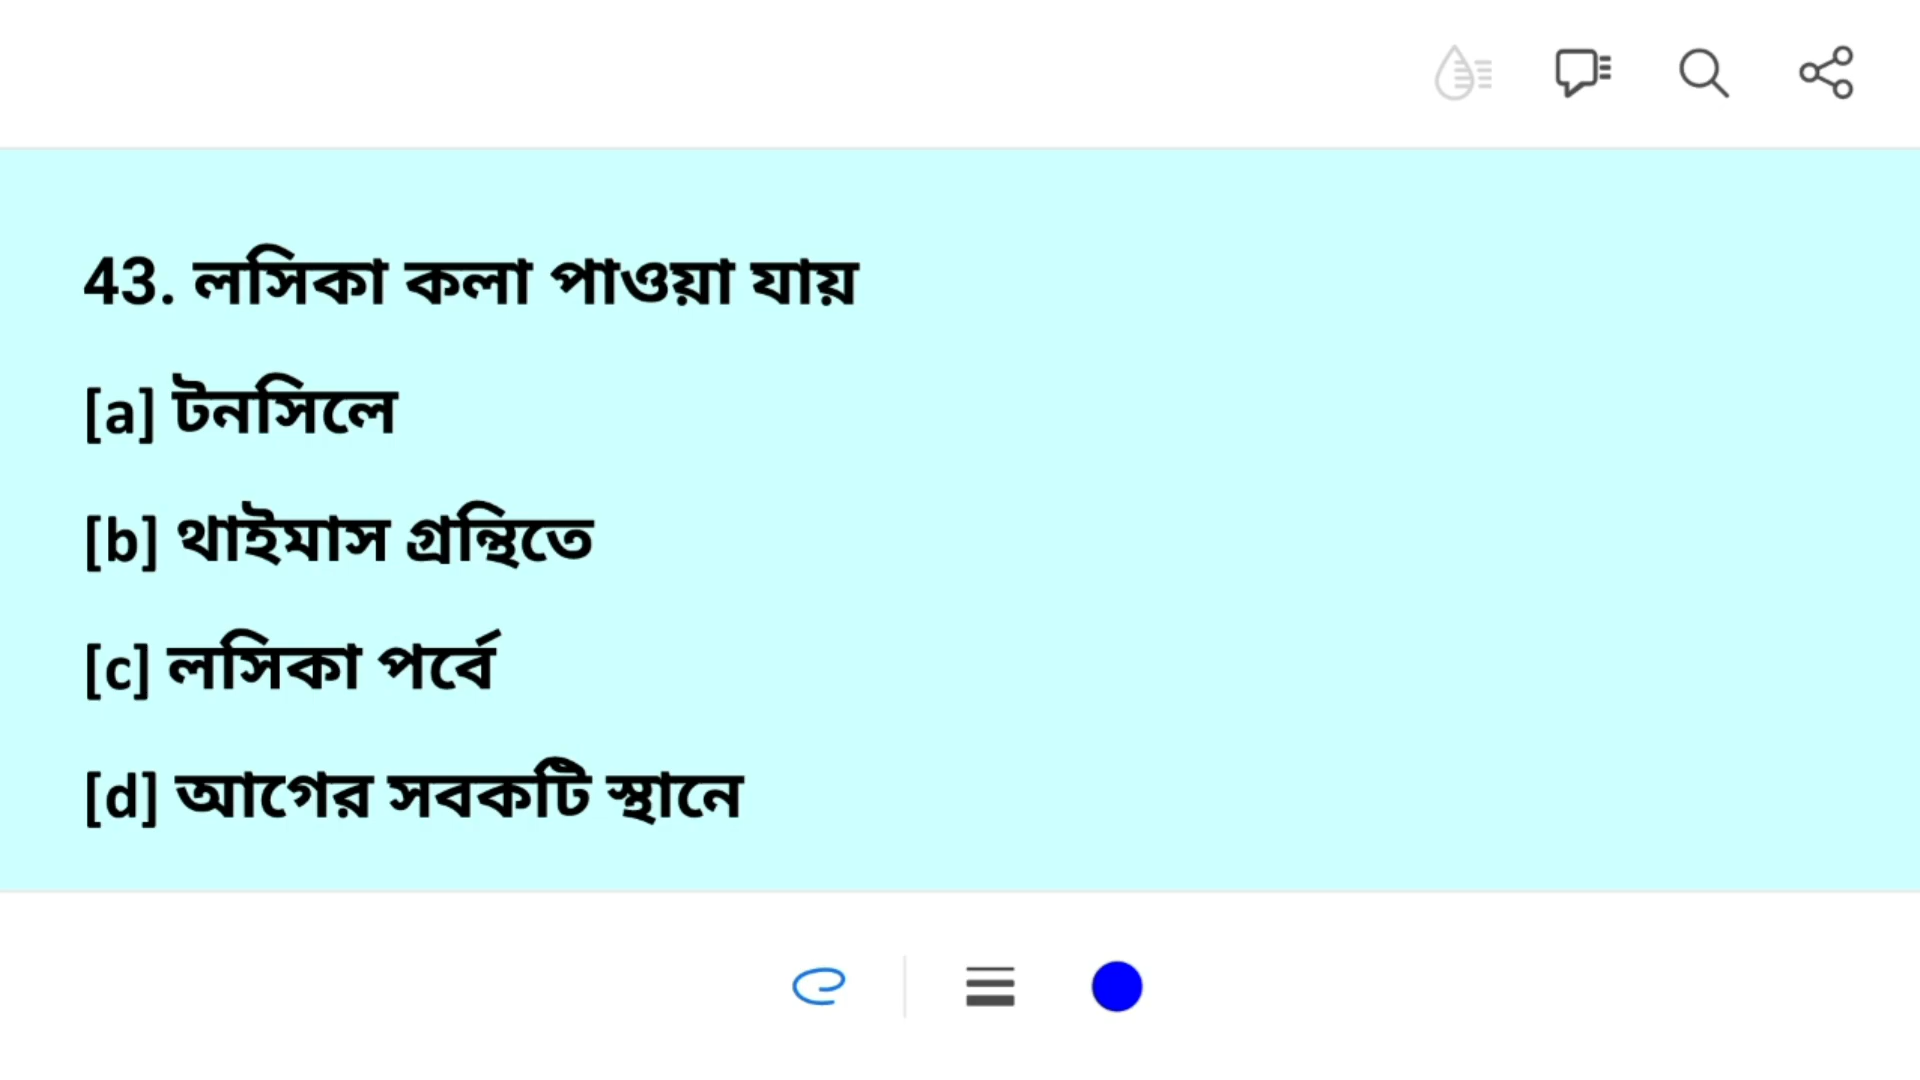 43. লসিকা কলা পাওয়া যায়
[a] টনসিলে
[b] থাইমাস গ্রন্থিতে
[c] লসিকা পর্বে
[d] আগের সবকটি স্থানে